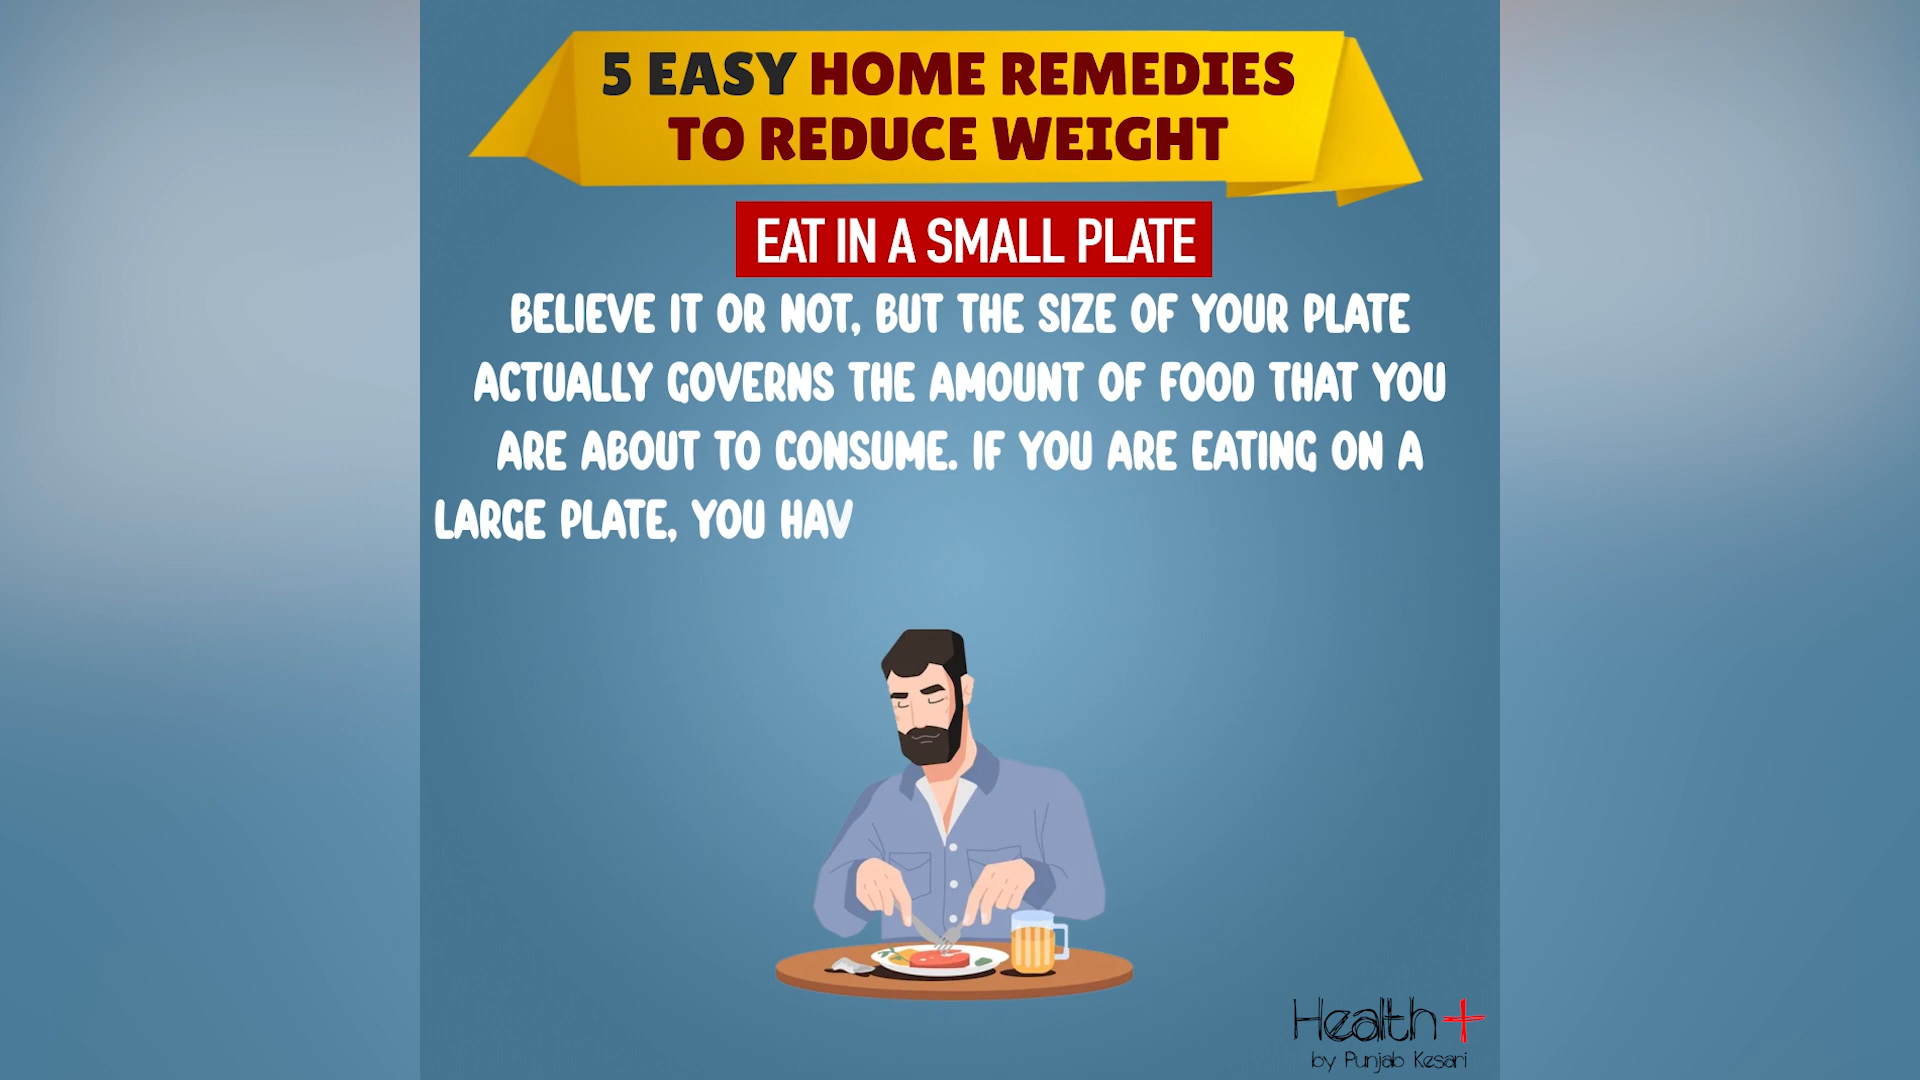 5 EASY HOME REMEDIES
TO REDUCE WEIGHT
EAT IN A SMALL PLATE
BELIEVE IT OR NOT, BUT THE SIZE OF YOUR PLATE
ACTUALLY GOVERNS THE AMOUNT OF FOOD THAT YOU
ARE ABOUT TO CONSUME. IF YOU ARE EATING ON A
LARGE PLATE, YOU HAV
Health+
by Punjab Kesari